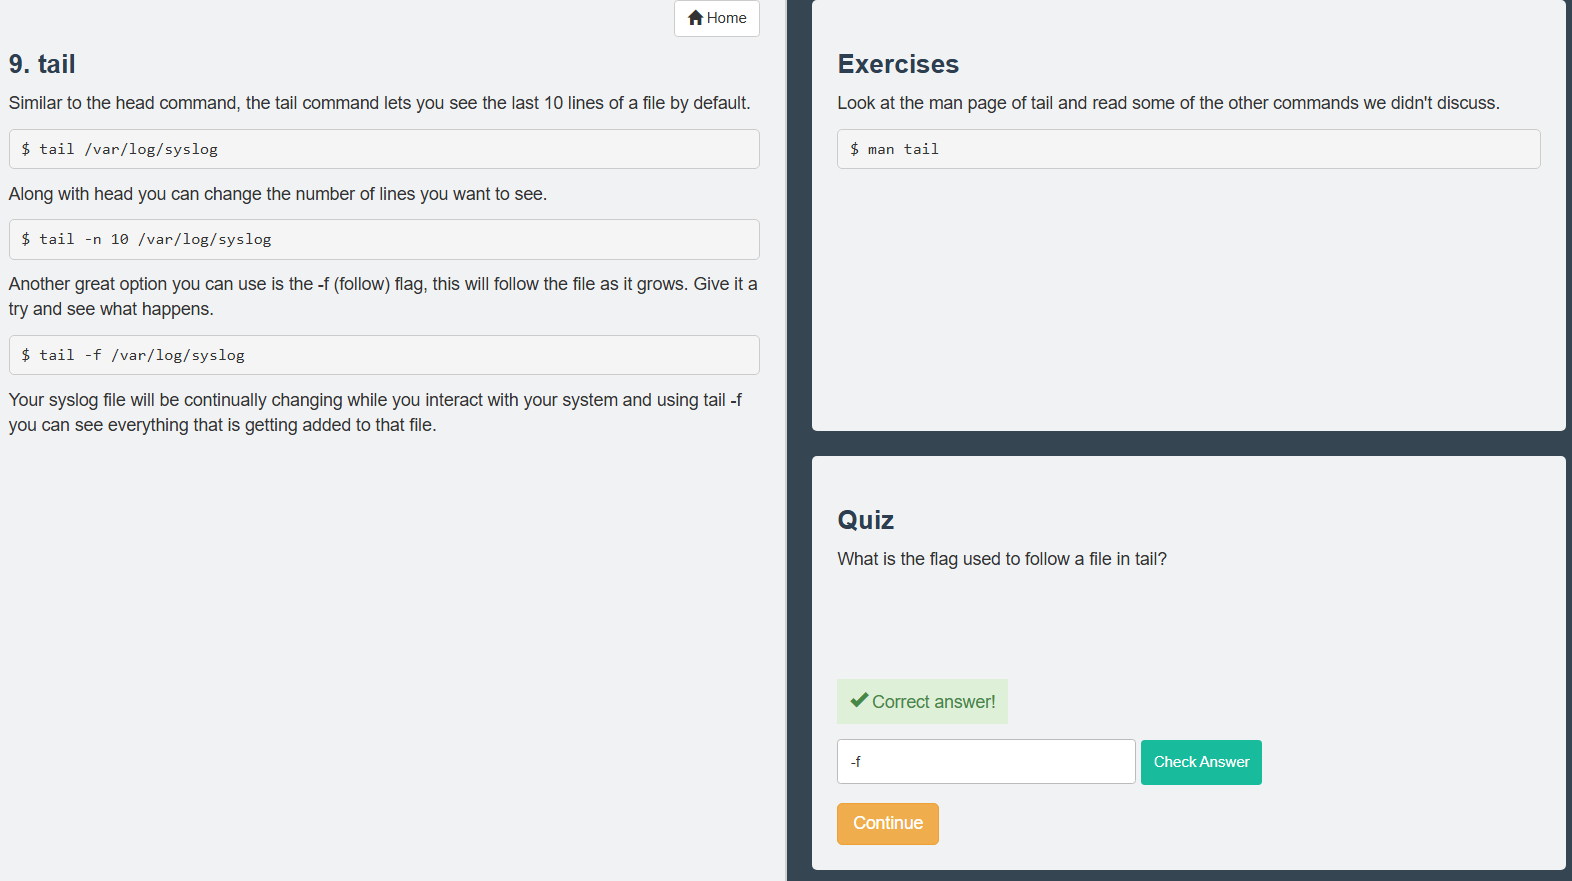 Home
9. tail
Similar to the head command, the tail command lets you see the last 10 lines of a file by default.
$ tail /var/log/syslog
Along with head you can change the number of lines you want to see.
$ tail -n 10 /var/log/syslog
Another great option you can use is the -f (follow) flag, this will follow the file as it grows. Give it a
try and see what happens.
$ tail -f /var/log/syslog
Your syslog file will be continually changing while you interact with your system and using tail -f
you can see everything that is getting added to that file.
Exercises
Look at the man page of tail and read some of the other commands we didn't discuss.
$ man tail
Quiz
What is the flag used to follow a file in tail?
Correct answer!
-f
Check Answer
Continue